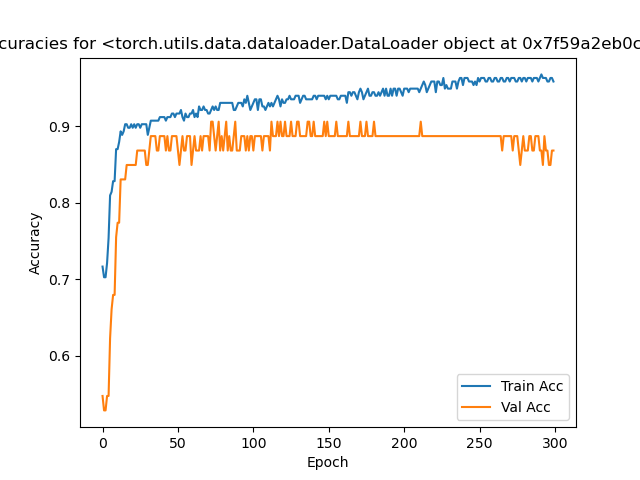 curacies for <torch.utils.data.dataloader.DataLoader object at 0x7f59a2eb0c
0.9
0.8
0.7
0.6
Accuracy
0
50
100
150
200
250
300
Epoch
Train Acc
Val Acc